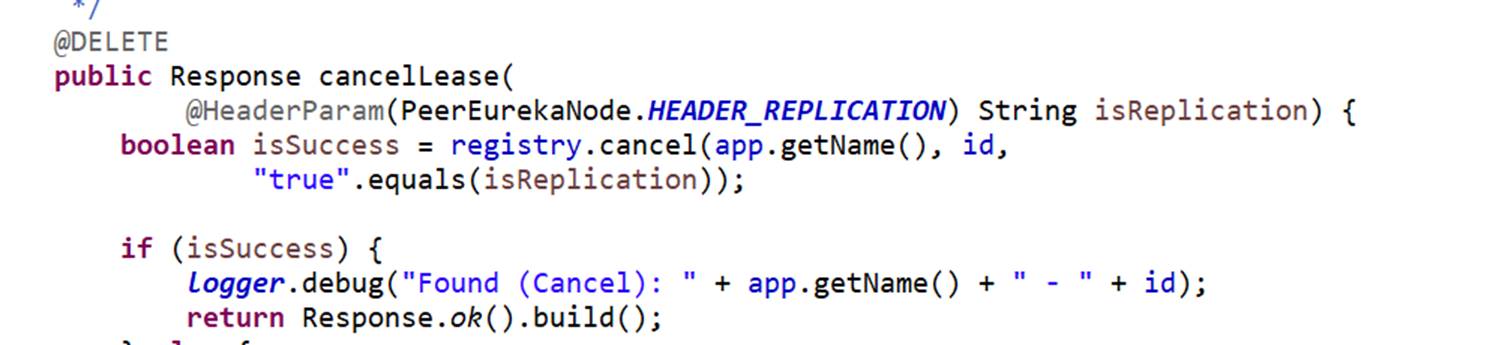 */
@DELETE
public Response cancelLease(
@HeaderParam(PeerEurekaNode.HEADER_REPLICATION) String isReplication) {
boolean isSuccess = registry.cancel(app.getName(), id,
"true".equals(isReplication));
if (isSuccess) {
logger.debug("Found (Cancel): " + app.getName() + " - " + id);
return Response.ok().build();